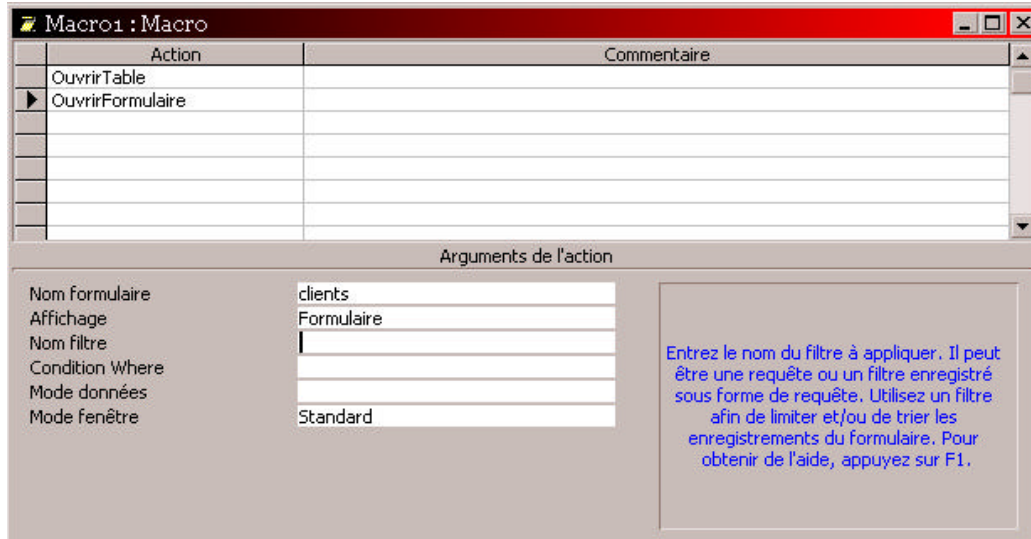 Macro1 : Macro
Action Commentaire
OuvrirTable
OuvrirFormulaire
Arguments de l'action
Nom formulaire clients
Affichage Formulaire
Nom filtre
Condition Where
Mode données
Mode fenêtre Standard
Entrez le nom du filtre à appliquer. Il peut
être une requête ou un filtre enregistré
sous forme de requête. Utilisez un filtre
afin de limiter et/ou de trier les
enregistrements du formulaire. Pour
obtenir de l'aide, appuyez sur F1.